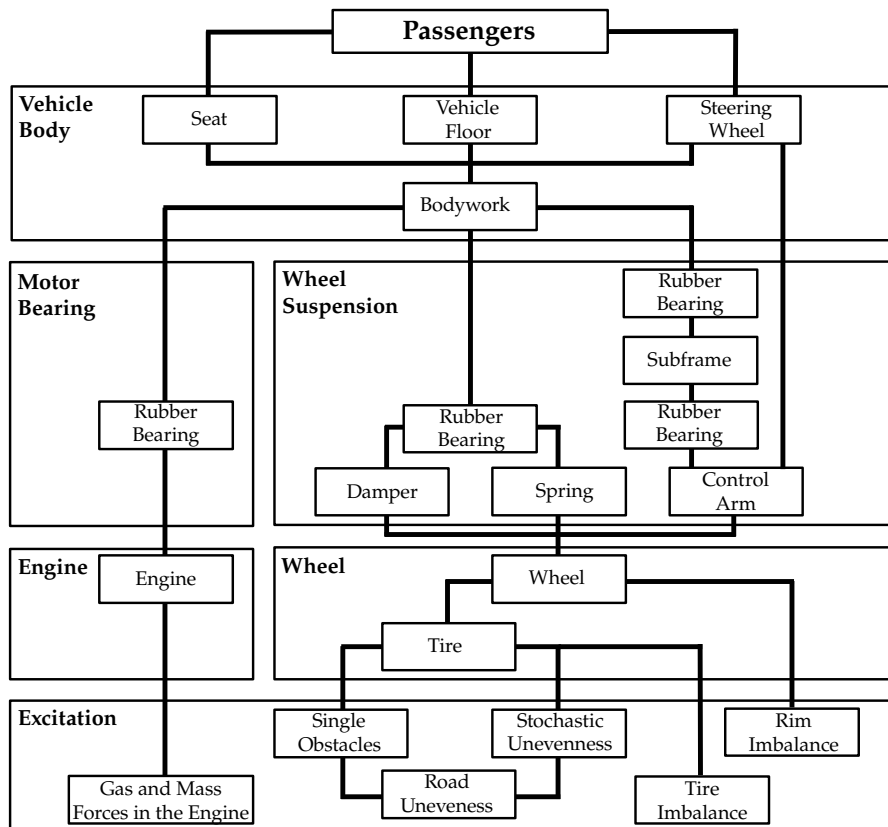 Passengers
Vehicle
Body
Seat
Vehicle
Floor
Steering
Wheel
Bodywork
Motor
Bearing
Wheel
Suspension
Rubber
Bearing
Subframe
Rubber
Bearing
Rubber
Bearing
Rubber
Bearing
Damper
Spring
Control
Arm
Engine
Engine
Wheel
Wheel
Tire
Excitation
Single
Obstacles
Stochastic
Unevenness
Rim
Imbalance
Gas and Mass
Forces in the Engine
Road
Uneveness
Tire
Imbalance